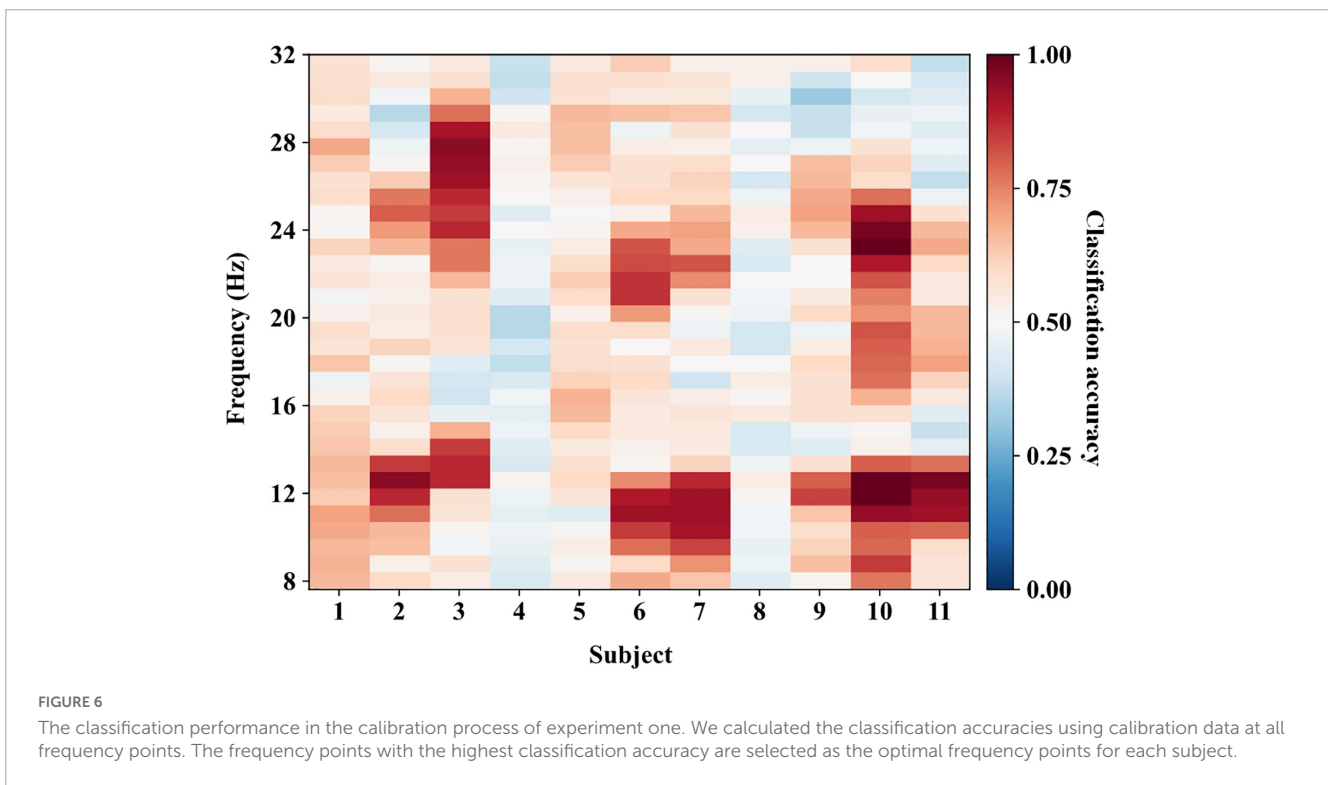 32
28
24
20
16
12
8
Frequency (Hz)
1 2 3 4 5 6 7 8 9 10 11
Subject
1.00
0.75
0.50
0.25
0.00
Classification accuracy
FIGURE 6
The classification performance in the calibration process of experiment one. We calculated the classification accuracies using calibration data at all
frequency points. The frequency points with the highest classification accuracy are selected as the optimal frequency points for each subject.